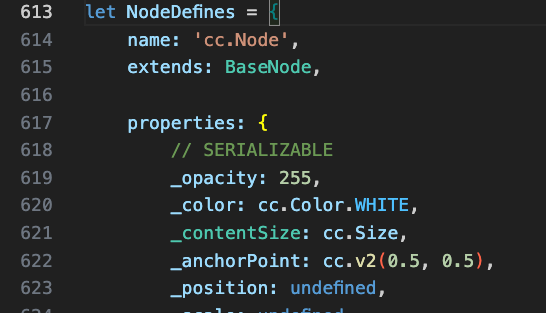 613 let NodeDefines = {
614 name: 'cc.Node',
615 extends: BaseNode,
616
617 properties: {
618 // SERIALIZABLE
619 _opacity: 255,
620 _color: cc.Color.WHITE,
621 _contentSize: cc.Size,
622 _anchorPoint: cc.v2(0.5, 0.5),
623 _position: undefined,